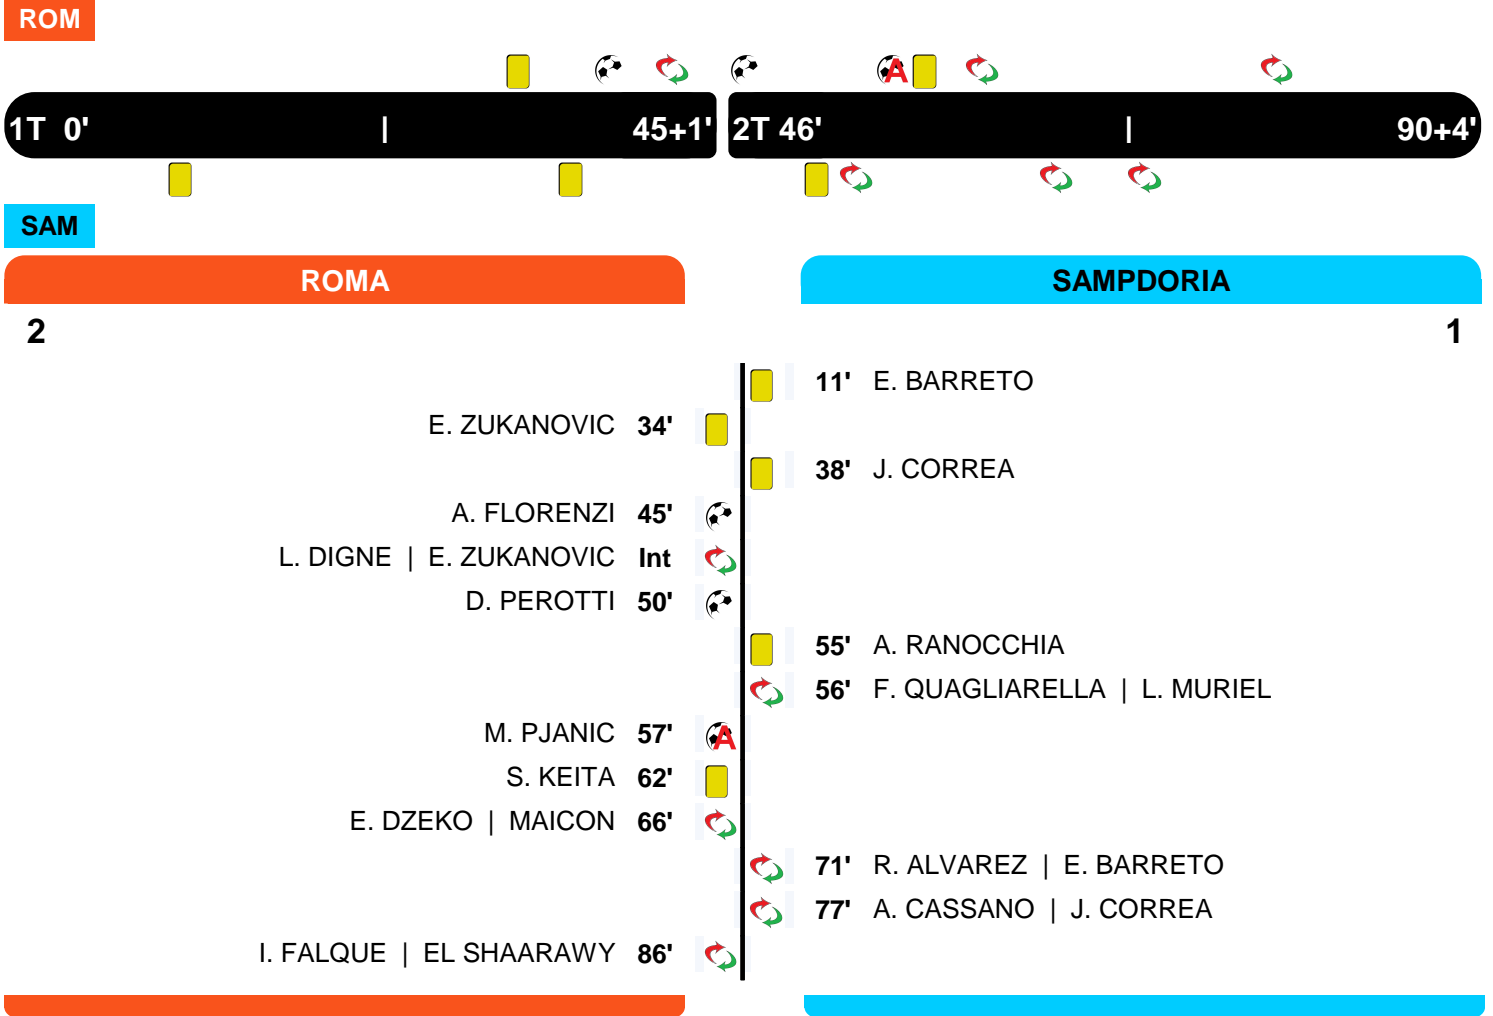 ROM
1T 0' | 45+1' 2T 46' | 90+4'
SAM
ROMA SAMPDORIA
2 1
11' E. BARRETO
E. ZUKANOVIC 34'
38' J. CORREA
A. FLORENZI 45'
L. DIGNE | E. ZUKANOVIC Int
D. PEROTTI 50'
55' A. RANOCCHIA
56' F. QUAGLIARELLA | L. MURIEL
M. PJANIC 57' A
S. KEITA 62'
E. DZEKO | MAICON 66'
71' R. ALVAREZ | E. BARRETO
77' A. CASSANO | J. CORREA
I. FALQUE | EL SHAARAWY 86'